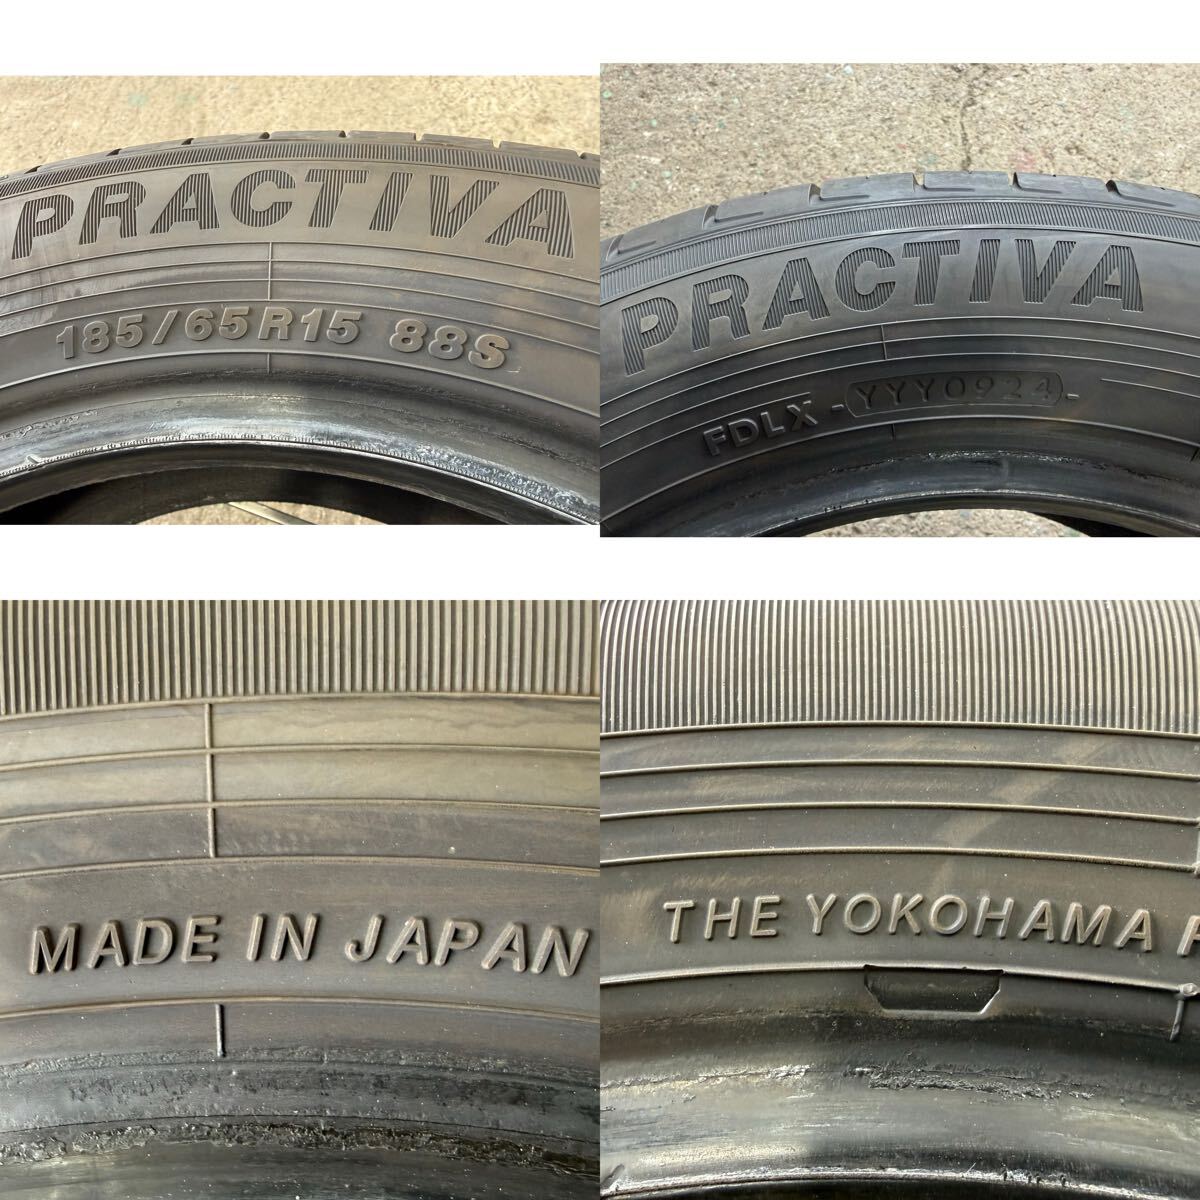 PRACTIVA
185/65R15 88S
PRACTIVA
FDLX -YYY0924-
MADE IN JAPAN
THE YOKOHAMA